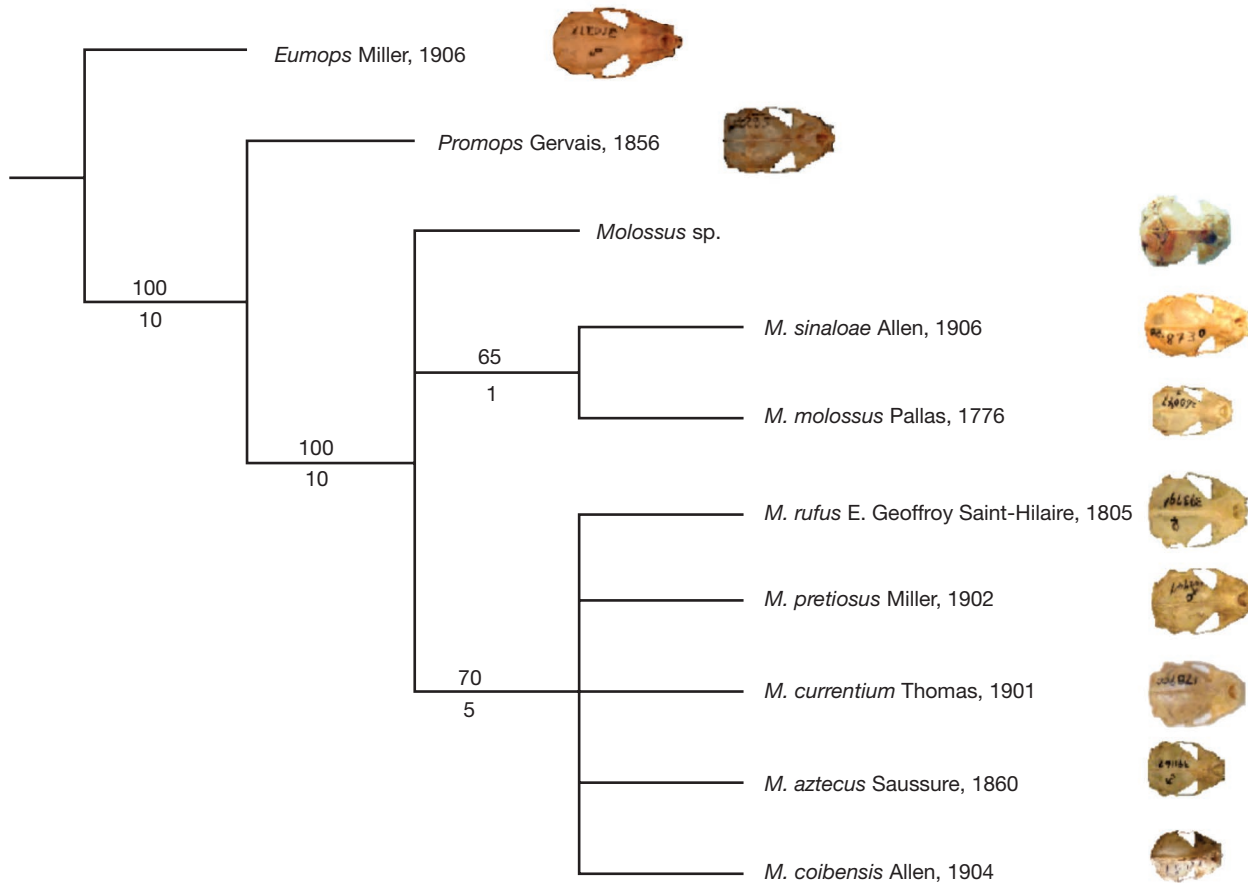 Eumops Miller, 1906
Promops Gervais, 1856
Molossus sp.
100
10
M. sinaloae Allen, 1906
65
1
M. molossus Pallas, 1776
100
10
M. rufus E. Geoffroy Saint-Hilaire, 1805
M. pretiosus Miller, 1902
70
5
M. currentium Thomas, 1901
M. aztecus Saussure, 1860
M. coibensis Allen, 1904